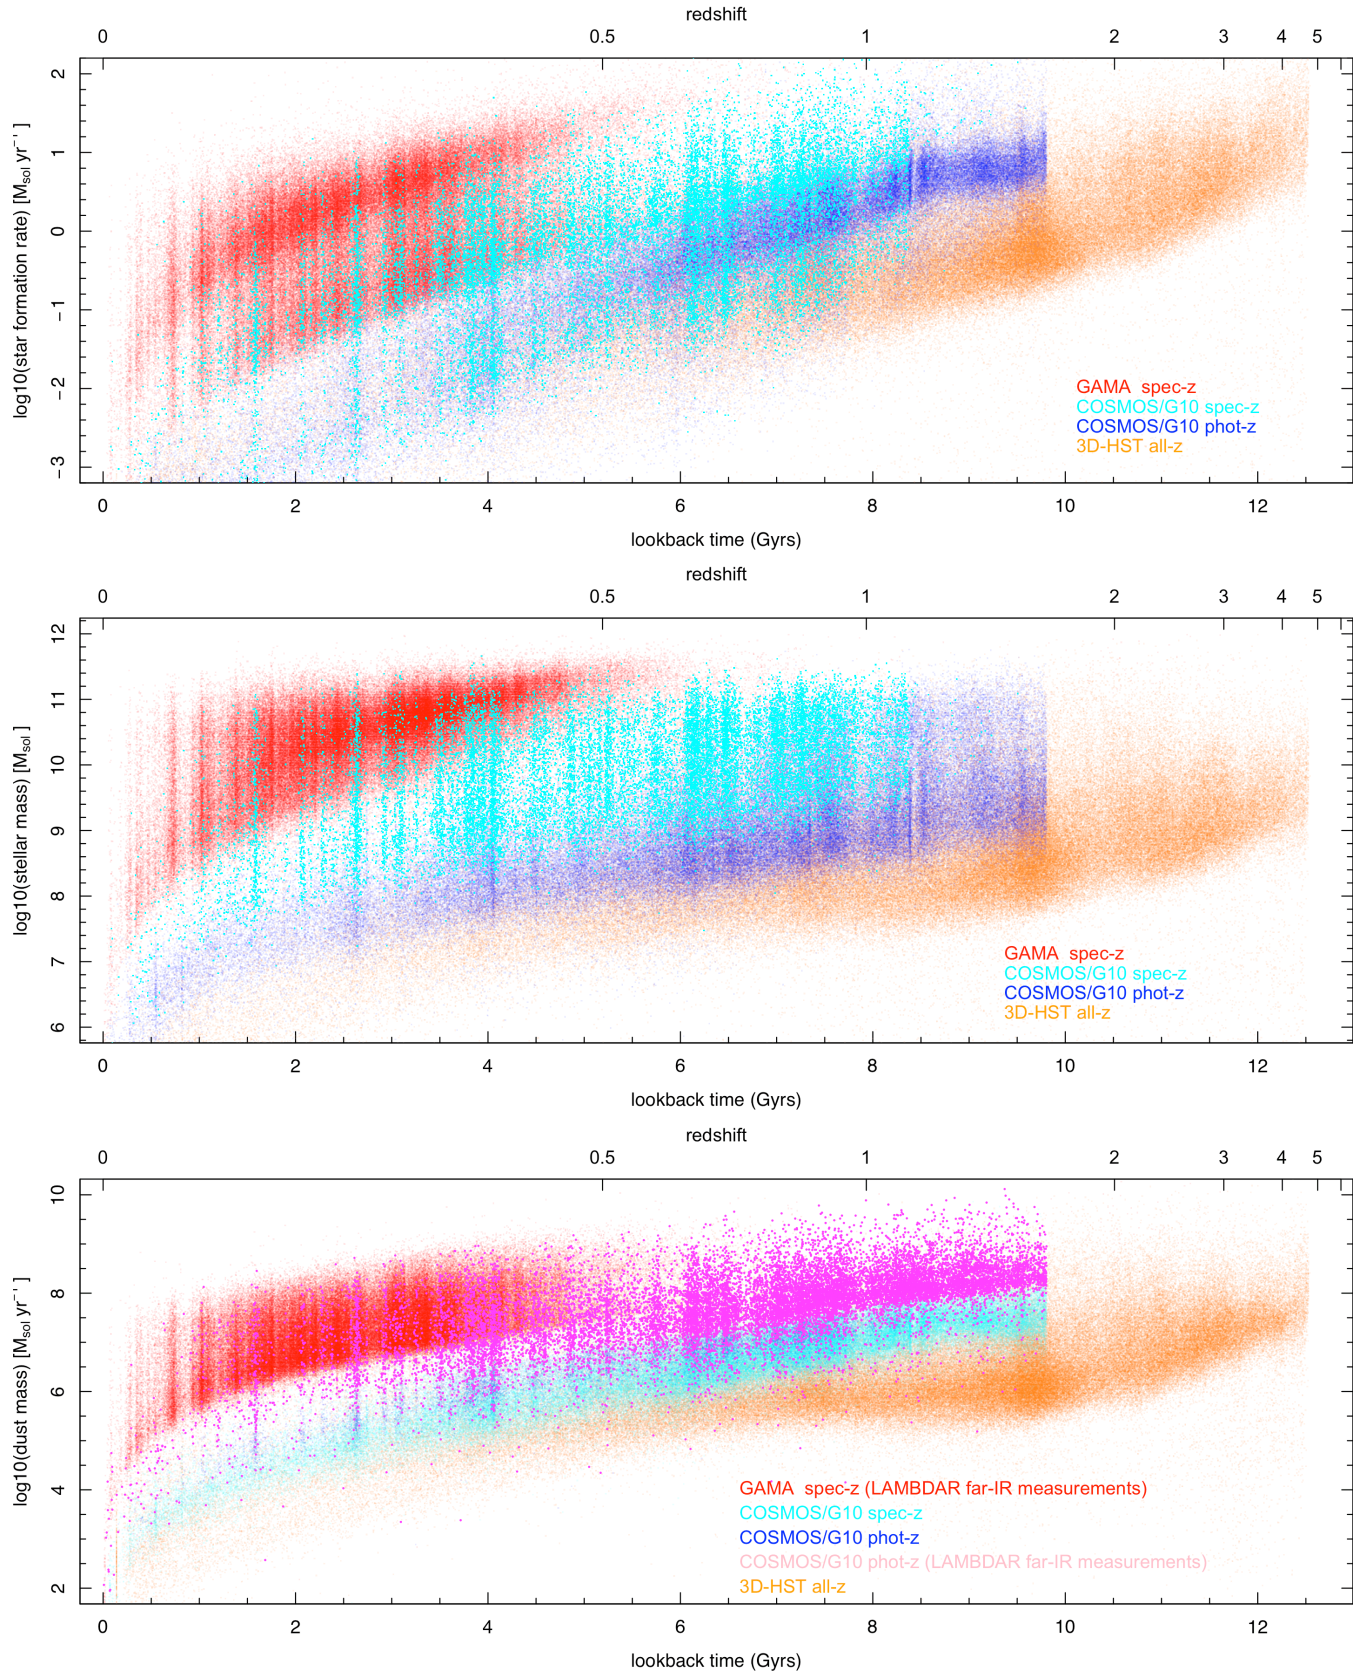 redshift
0 0.5 1 2 3 4 5
log10(star formation rate) [Msol yr−1]
2
1
0
−1
−2
−3
GAMA spec-z
COSMOS/G10 spec-z
COSMOS/G10 phot-z
3D-HST all-z
0 2 4 6 8 10 12
lookback time (Gyrs)
redshift
0 0.5 1 2 3 4 5
log10(stellar mass) [Msol]
12
11
10
9
8
7
6
GAMA spec-z
COSMOS/G10 spec-z
COSMOS/G10 phot-z
3D-HST all-z
0 2 4 6 8 10 12
lookback time (Gyrs)
redshift
0 0.5 1 2 3 4 5
log10(dust mass) [Msol yr−1]
10
8
6
4
2
GAMA spec-z (LAMBDAR far-IR measurements)
COSMOS/G10 spec-z
COSMOS/G10 phot-z
COSMOS/G10 phot-z (LAMBDAR far-IR measurements)
3D-HST all-z
0 2 4 6 8 10 12
lookback time (Gyrs)